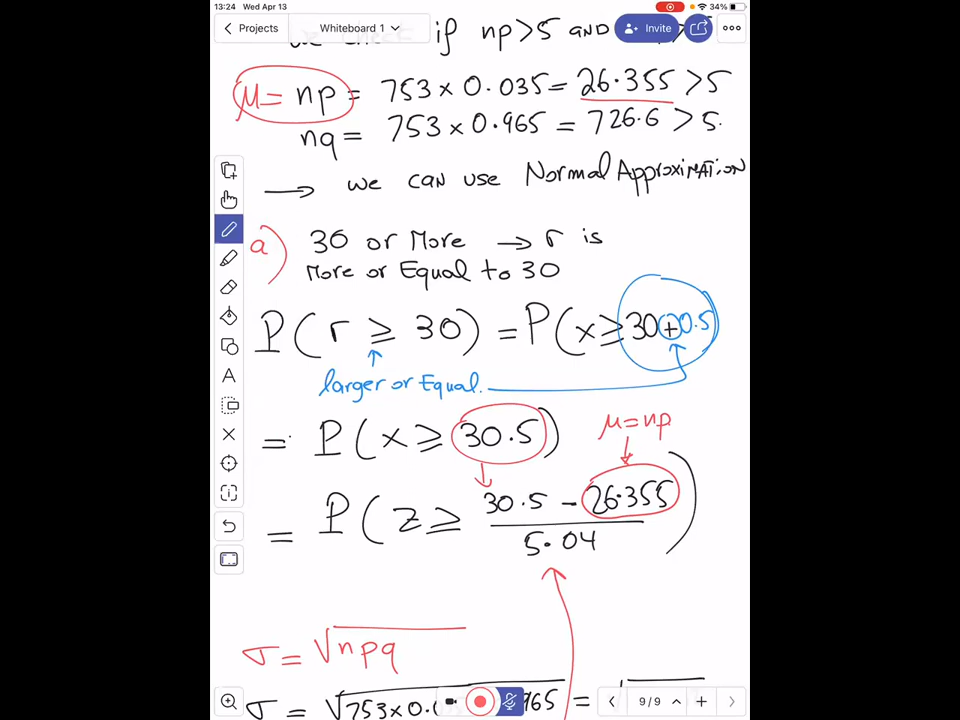 13:24 Wed Apr 13
34%
Projects Whiteboard 1 Invite
if np>5 AND
μ= np = 753 × 0.035 = 26.355 > 5
nq = 753 × 0.965 = 726.6 > 5.
→ we can use Normal Approximation
a) 30 or More → r is
More or Equal to 30
P( r ≥ 30) = P( x ≥ 30+0.5)
larger or Equal.
= P( x ≥ 30.5) μ=np
= P( z ≥ 30.5 - 26.355 / 5.04 )
σ = √npq
σ = √753×0. 965 = √
9/9